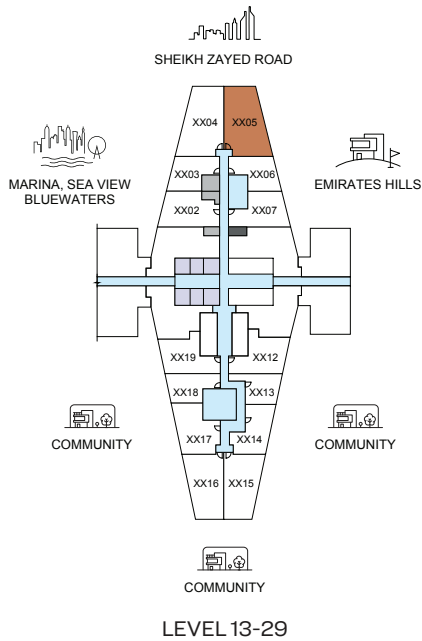 SHEIKH ZAYED ROAD
XX04
XX05
MARINA, SEA VIEW
BLUEWATERS
XX03
XX06
EMIRATES HILLS
XX02
XX07
XX19
XX12
XX18
XX13
COMMUNITY
XX17
XX14
COMMUNITY
XX16
XX15
COMMUNITY
LEVEL 13-29